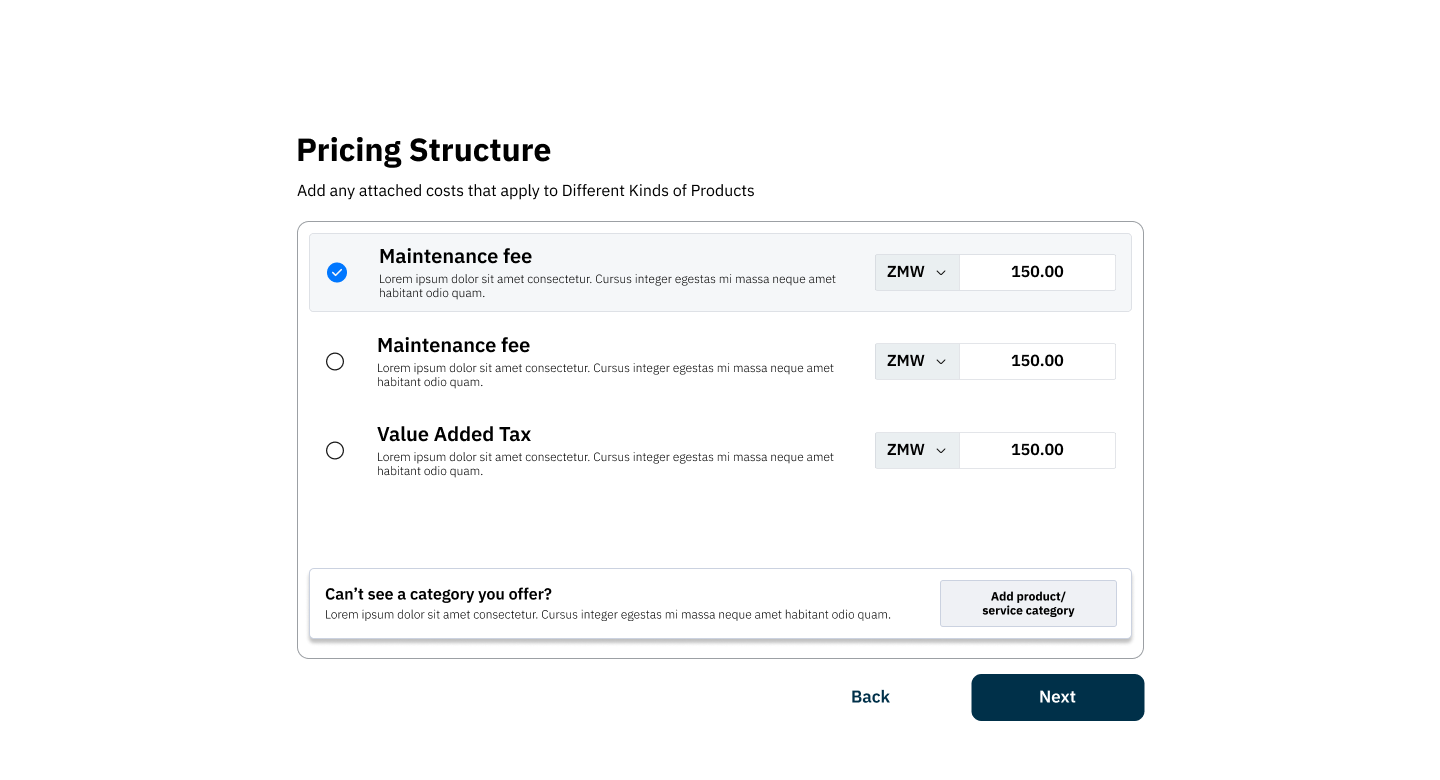 Pricing Structure
Add any attached costs that apply to Different Kinds of Products
Maintenance fee
Lorem ipsum dolor sit amet consectetur. Cursus integer egestas mi massa neque amet
habitant odio quam.
ZMW
150.00
Maintenance fee
Lorem ipsum dolor sit amet consectetur. Cursus integer egestas mi massa neque amet
habitant odio quam.
ZMW
150.00
Value Added Tax
Lorem ipsum dolor sit amet consectetur. Cursus integer egestas mi massa neque amet
habitant odio quam.
ZMW
150.00
Can’t see a category you offer?
Lorem ipsum dolor sit amet consectetur. Cursus integer egestas mi massa neque amet habitant odio quam.
Add product/
service category
Back
Next